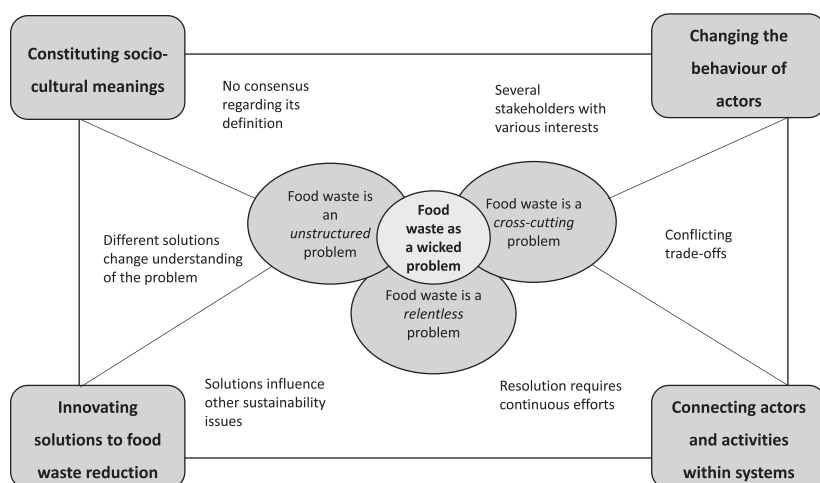 Constituting socio-
cultural meanings
Changing the
behaviour of
actors
No consensus
regarding its
definition
Several
stakeholders with
various interests
Food waste is
an
unstructured
problem
Food
waste as
a wicked
problem
Food waste is a
cross-cutting
problem
Different solutions
change understanding
of the problem
Conflicting
trade-offs
Food waste is a
relentless
problem
Solutions influence
other sustainability
issues
Resolution requires
continuous efforts
Innovating
solutions to food
waste reduction
Connecting actors
and activities
within systems